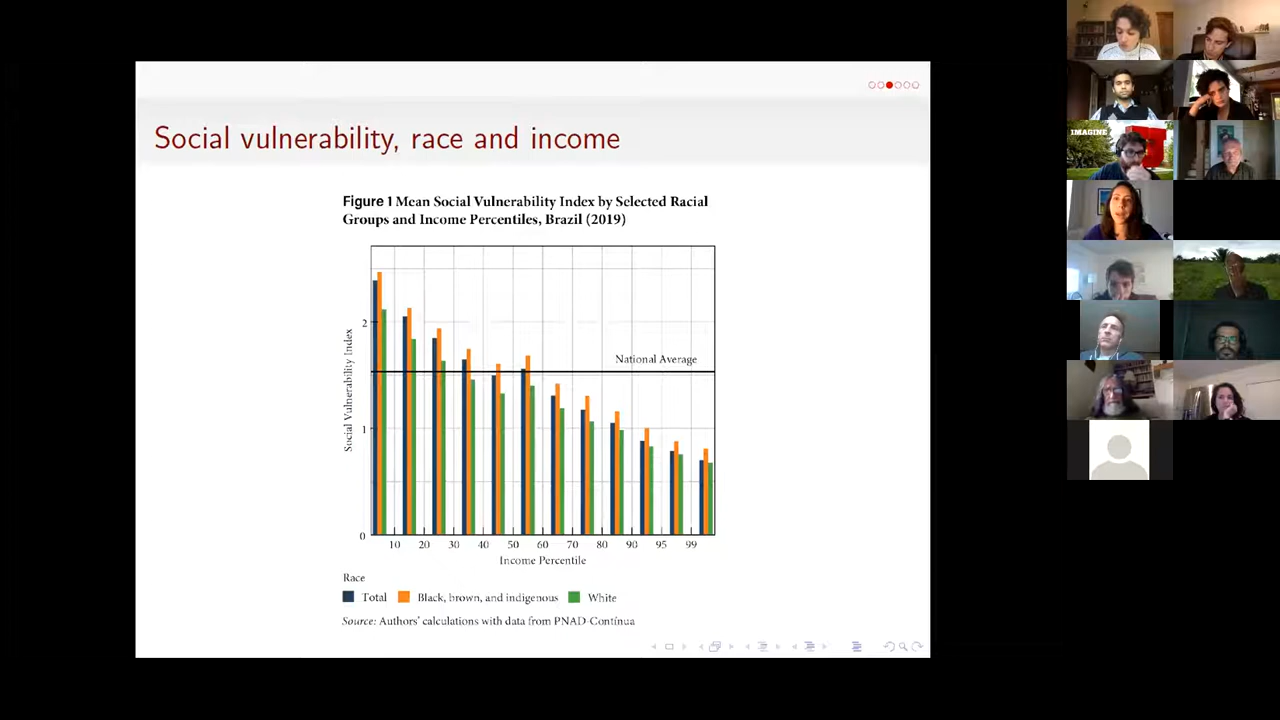 Social vulnerability, race and income
Figure 1 Mean Social Vulnerability Index by Selected Racial
Groups and Income Percentiles, Brazil (2019)
National Average
Social Vulnerability Index
2
1
0
10 20 30 40 50 60 70 80 90 95 99
Income Percentile
Race
Total Black, brown, and indigenous White
Source: Authors' calculations with data from PNAD-Contínua
IMAGINE
U